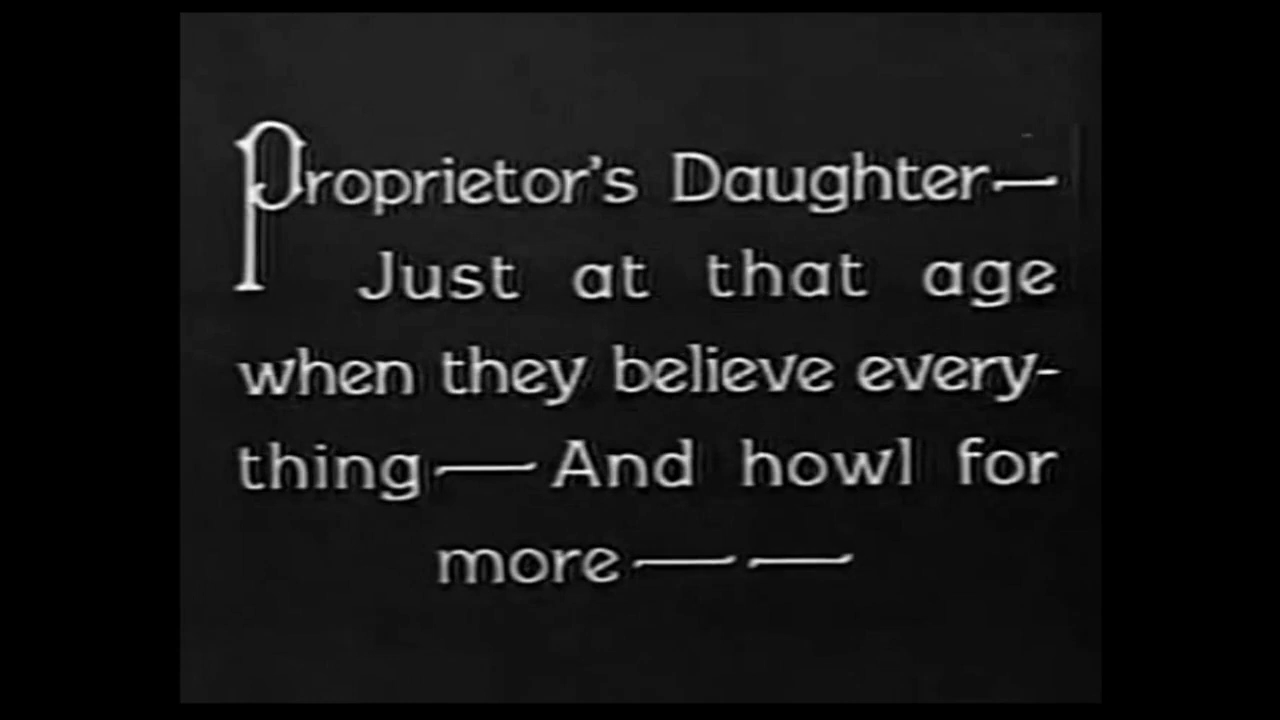 Proprietor's Daughter—
Just at that age
when they believe every-
thing — And howl for
more — —